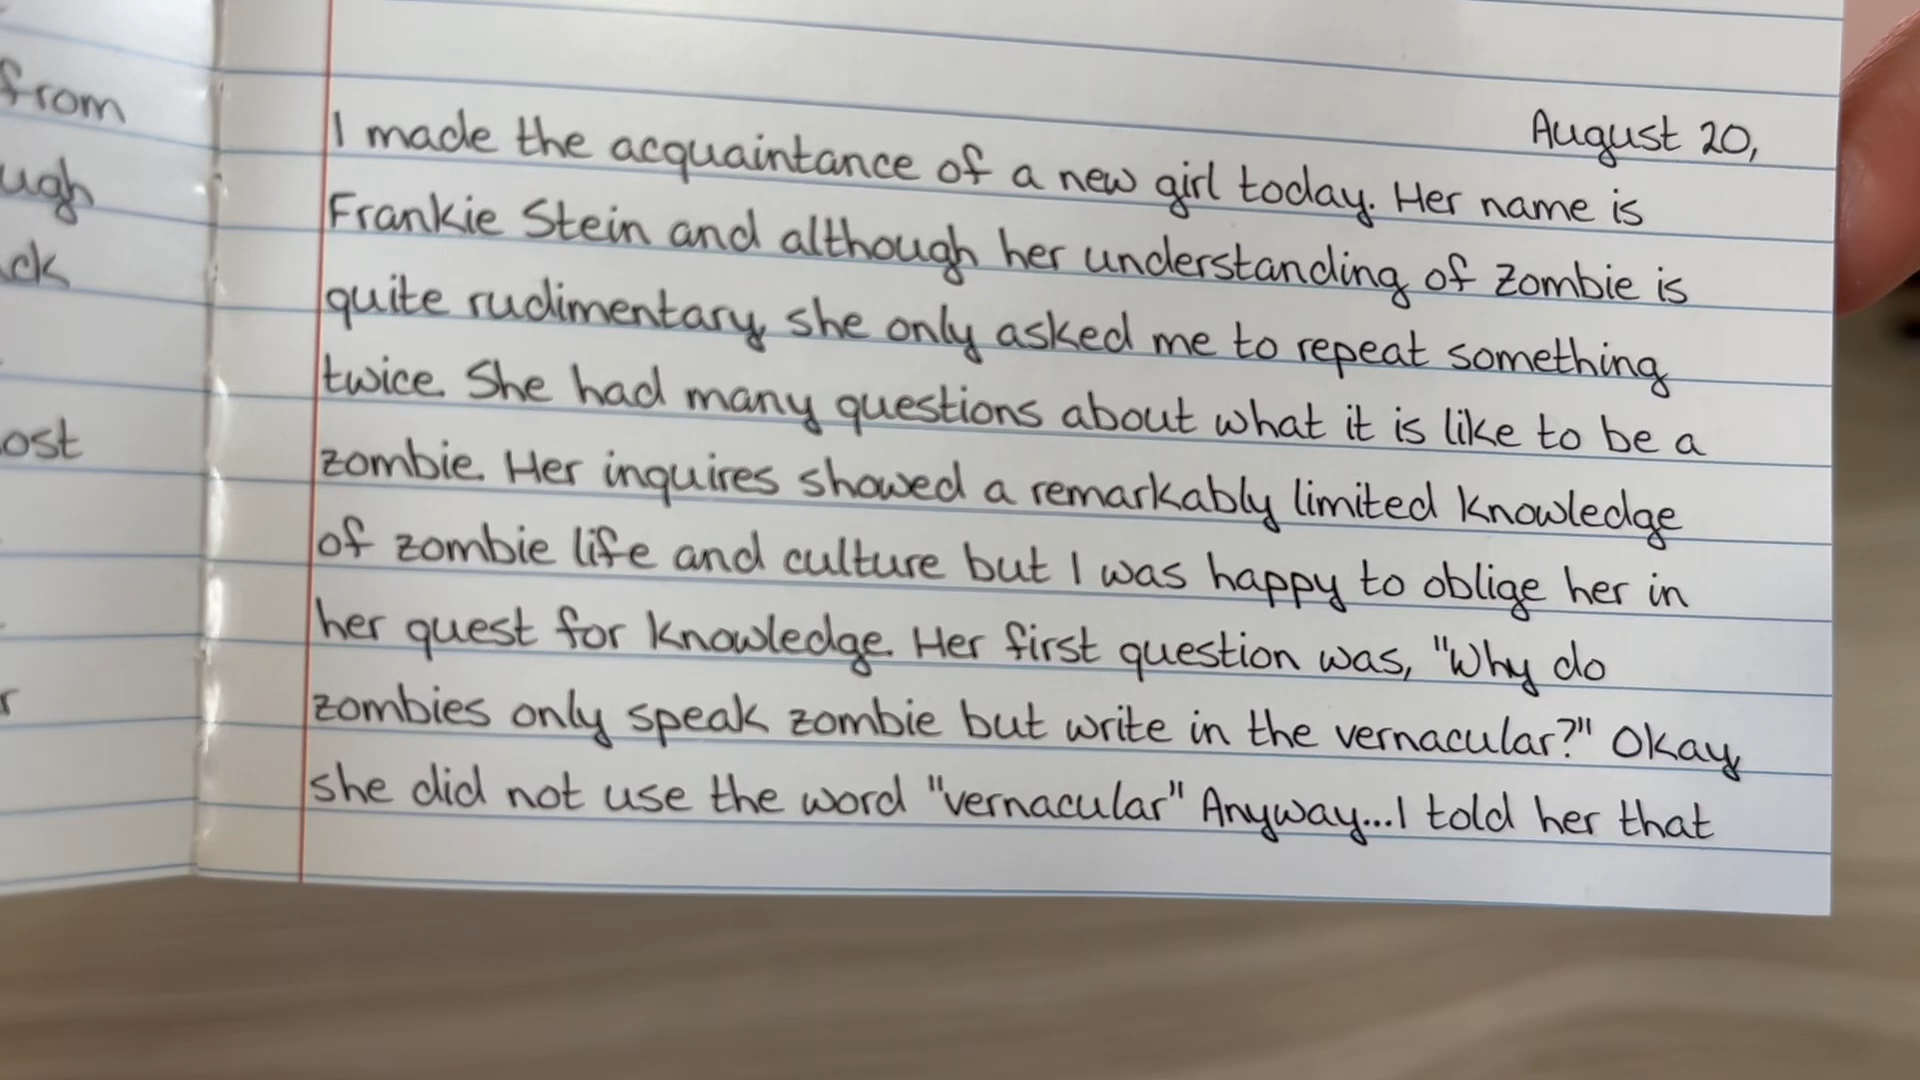 from
ugh
ck
ost
r
August 20,
I made the acquaintance of a new girl today. Her name is
Frankie Stein and although her understanding of zombie is
quite rudimentary, she only asked me to repeat something
twice. She had many questions about what it is like to be a
zombie. Her inquires showed a remarkably limited knowledge
of zombie life and culture but I was happy to oblige her in
her quest for knowledge. Her first question was, "Why do
zombies only speak zombie but write in the vernacular?" Okay,
she did not use the word "vernacular" Anyway...I told her that